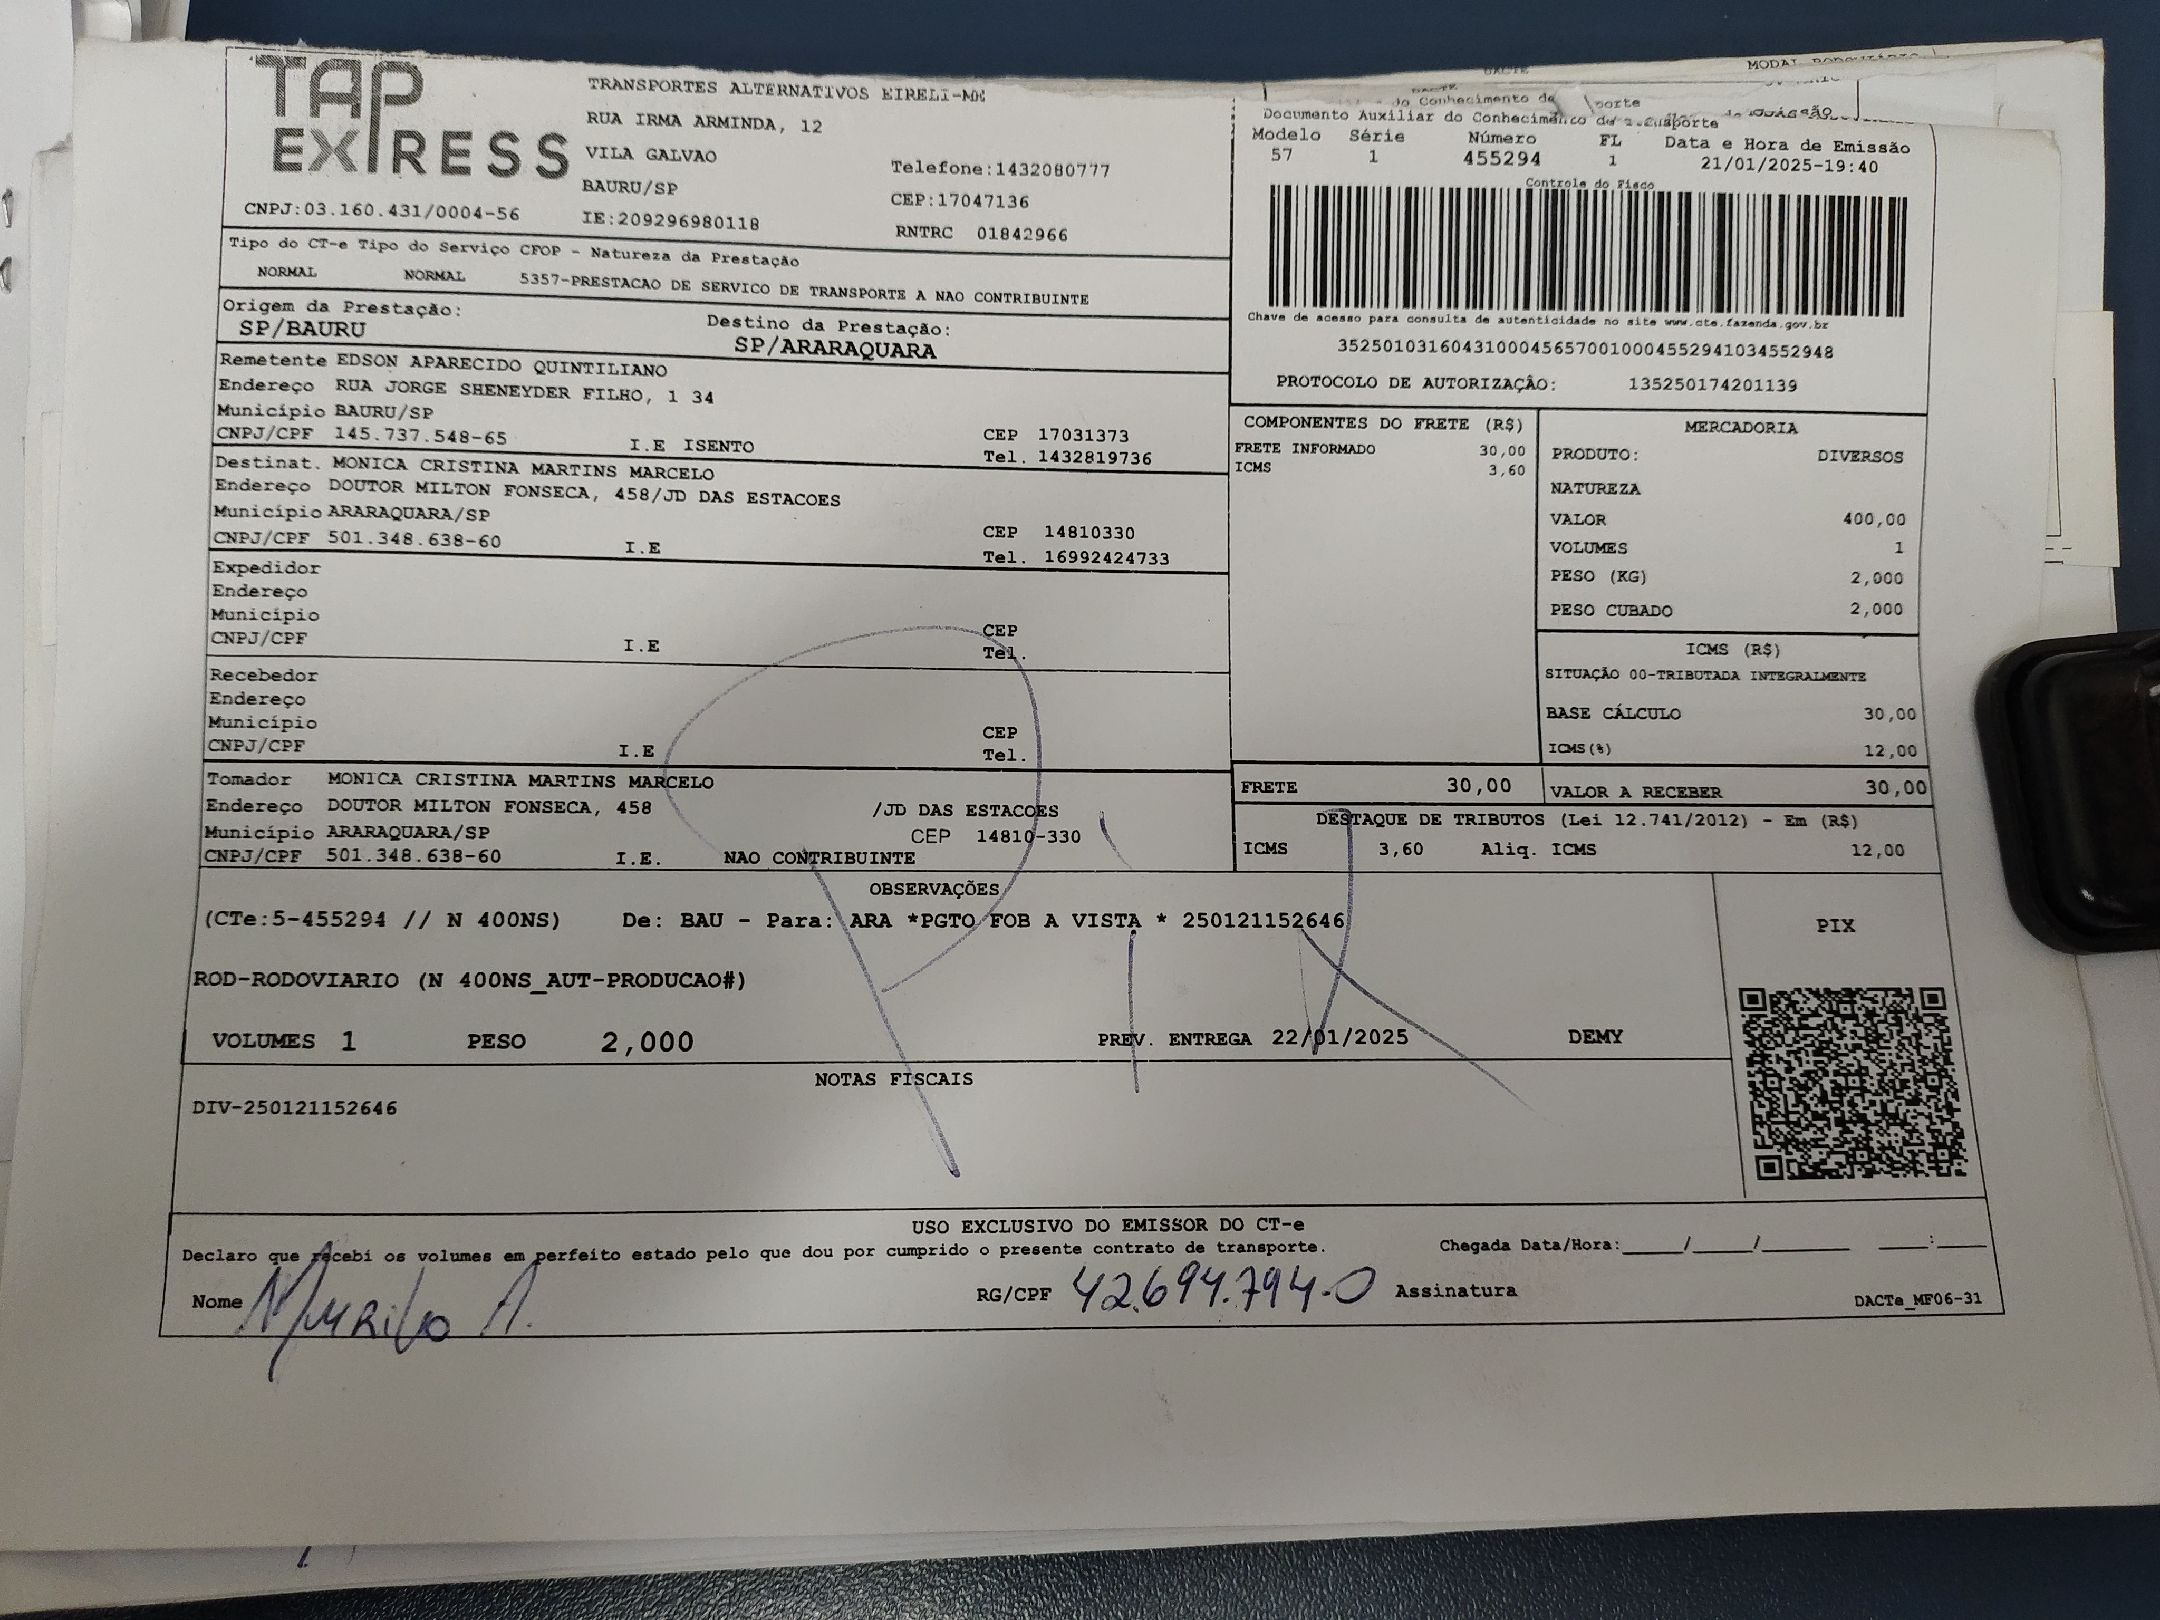 TAP
EXPRESS
CNPJ:03.160.431/0004-56
TRANSPORTES ALTERNATIVOS EIRELI-ME
RUA IRMA ARMINDA, 12
VILA GALVAO
BAURU/SP
IE:209296980118
Telefone:1432080777
CEP:17047136
RNTRC 01842966
MODAL RODOVIÁRIO
DACTE
Documento Auxiliar do Conhecimento de
Modelo Série Número FL Data e Hora de Emissão
57 1 455294 1 21/01/2025-19:40
Controle do Fisco
Chave de acesso para consulta de autenticidade no site www.cte.fazenda.gov.br
35250103160431000456570010004552941034552948
PROTOCOLO DE AUTORIZAÇÃO: 135250174201139
Tipo do CT-e Tipo do Serviço CFOP - Natureza da Prestação
NORMAL NORMAL 5357-PRESTACAO DE SERVICO DE TRANSPORTE A NAO CONTRIBUINTE
Origem da Prestação: Destino da Prestação:
SP/BAURU SP/ARARAQUARA
Remetente EDSON APARECIDO QUINTILIANO
Endereço RUA JORGE SHENEYDER FILHO, 1 34
Município BAURU/SP CEP 17031373
CNPJ/CPF 145.737.548-65 I.E ISENTO Tel. 1432819736
Destinat. MONICA CRISTINA MARTINS MARCELO
Endereço DOUTOR MILTON FONSECA, 458/JD DAS ESTACOES
Município ARARAQUARA/SP CEP 14810330
CNPJ/CPF 501.348.638-60 I.E Tel. 16992424733
Expedidor
Endereço
Município CEP
CNPJ/CPF I.E Tel.
Recebedor
Endereço
Município CEP
CNPJ/CPF I.E Tel.
Tomador MONICA CRISTINA MARTINS MARCELO
Endereço DOUTOR MILTON FONSECA, 458 /JD DAS ESTACOES
Município ARARAQUARA/SP CEP 14810-330
CNPJ/CPF 501.348.638-60 I.E. NAO CONTRIBUINTE
COMPONENTES DO FRETE (R$)
FRETE INFORMADO 30,00
ICMS 3,60
MERCADORIA
PRODUTO: DIVERSOS
NATUREZA
VALOR 400,00
VOLUMES 1
PESO (KG) 2,000
PESO CUBADO 2,000
ICMS (R$)
SITUAÇÃO 00-TRIBUTADA INTEGRALMENTE
BASE CÁLCULO 30,00
ICMS(%) 12,00
FRETE 30,00 VALOR A RECEBER 30,00
DESTAQUE DE TRIBUTOS (Lei 12.741/2012) - Em (R$)
ICMS 3,60 Aliq. ICMS 12,00
OBSERVAÇÕES
(CTe:5-455294 // N 400NS) De: BAU - Para: ARA *PGTO FOB A VISTA * 250121152646
PIX
ROD-RODOVIARIO (N 400NS_AUT-PRODUCAO#)
VOLUMES 1 PESO 2,000 PREV. ENTREGA 22/01/2025 DEMY
NOTAS FISCAIS
DIV-250121152646
USO EXCLUSIVO DO EMISSOR DO CT-e
Declaro que recebi os volumes em perfeito estado pelo que dou por cumprido o presente contrato de transporte. Chegada Data/Hora:_____/_____/_______ ____:____
Nome Murilo A. RG/CPF 42.694.794-0 Assinatura
DACTe_MF06-31
PIX